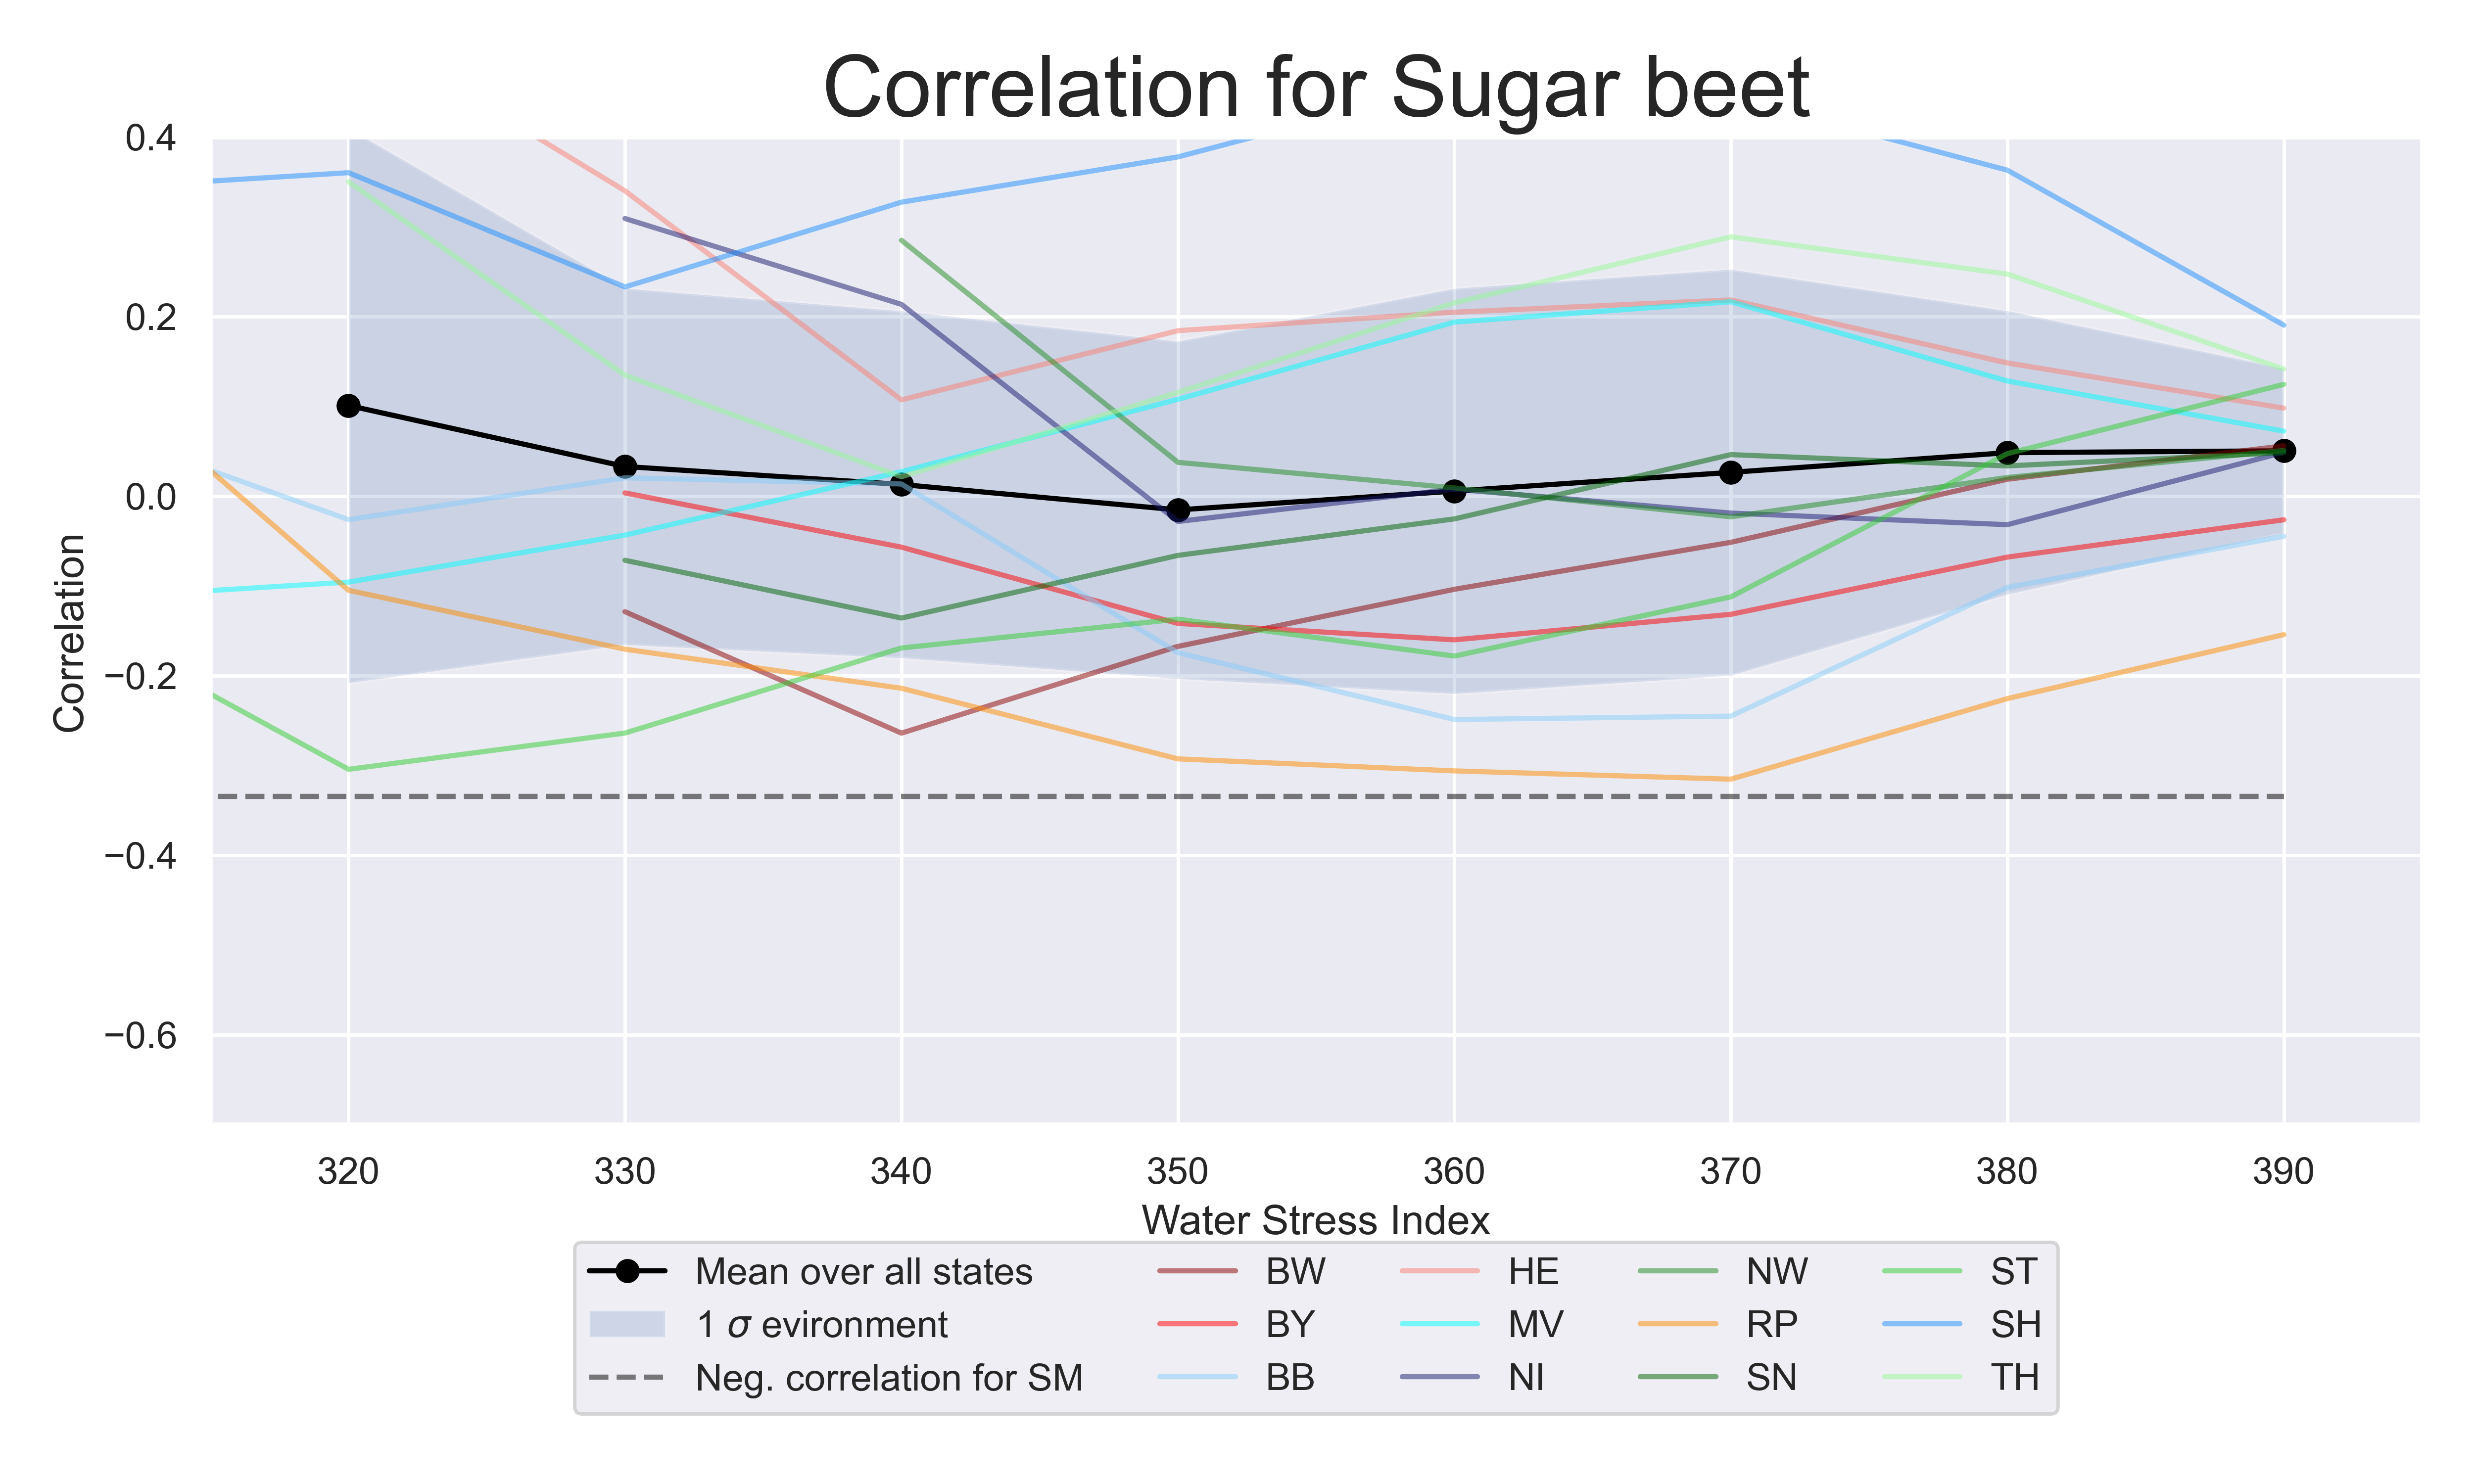 Correlation for Sugar beet
0.4
0.2
0.0
−0.2
−0.4
−0.6
Correlation
320 330 340 350 360 370 380 390
Water Stress Index
Mean over all states BW HE NW ST
1 σ evironment BY MV RP SH
Neg. correlation for SM BB NI SN TH